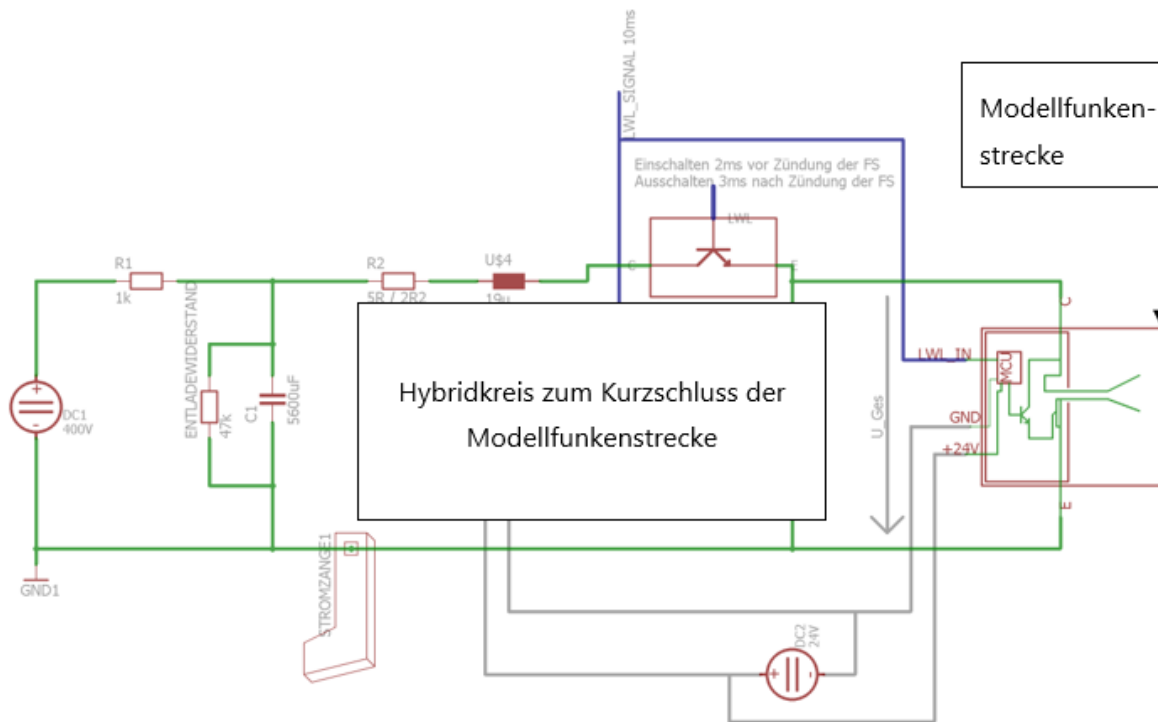 LWL_SIGNAL 10ms
Modellfunken-
strecke
Einschalten 2ms vor Zündung der FS
Ausschalten 3ms nach Zündung der FS
LWL
C
E
R1
1k
R2
5R / 2R2
U$4
19u
ENTLADEWIDERSTAND
47k
C1
5600uF
DC1
400V
Hybridkreis zum Kurzschluss der
Modellfunkenstrecke
U_Ges
LWL_IN
MCU
GND
+24V
C
E
GND1
STROMZANGE1
DC2
24V